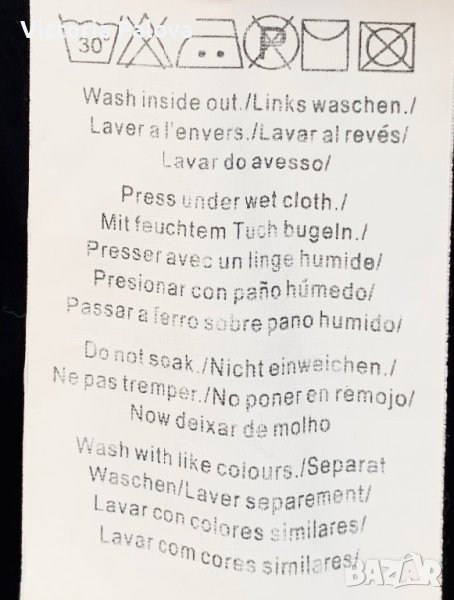 Viktoria Palova
30°
P
Wash inside out./Links waschen./
Laver a l'envers./Lavar al revés/
Lavar do avesso/
Press under wet cloth./
Mit feuchtem Tuch bugeln./
Presser avec un linge humide/
Presionar con paño húmedo/
Passar a ferro sobre pano humido/
Do not soak./Nicht einweichen./
Ne pas tremper./No poner en remojo/
Now deixar de molho
Wash with like colours./Separat
Waschen/Laver separement/
Lavar con colores similares/
Lavar com cores similares/
BAZAR